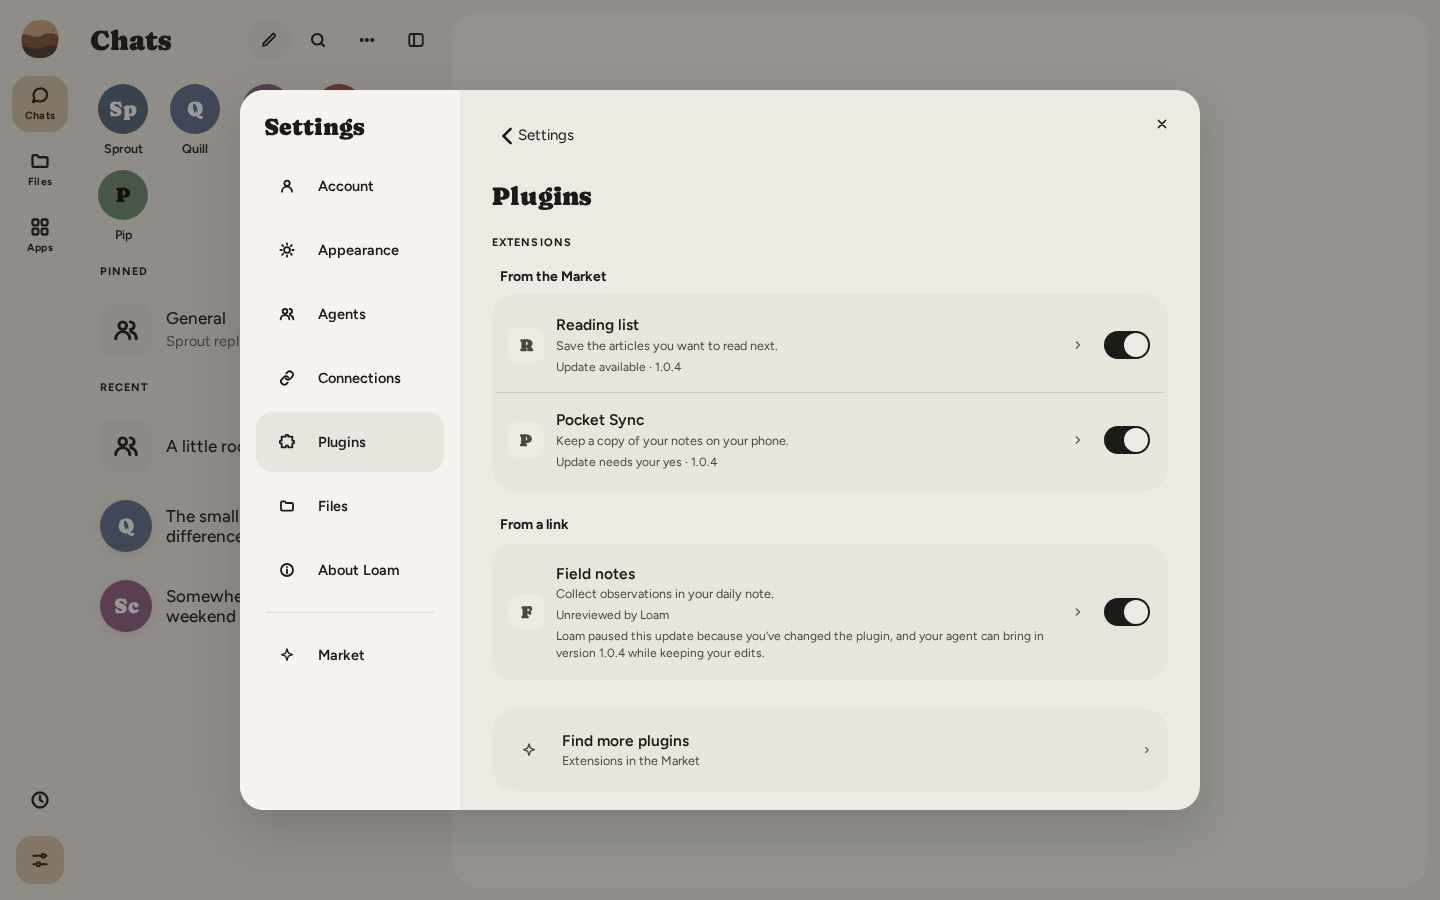 Chats
Chats
Files
Apps
Sp
Sprout
Q
Quill
P
Pip
PINNED
General
Sprout repl
RECENT
A little roo
Q
The small
difference
Sc
Somewhe
weekend
Settings
Account
Appearance
Agents
Connections
Plugins
Files
About Loam
Market
Settings
Plugins
EXTENSIONS
From the Market
R
Reading list
Save the articles you want to read next.
Update available · 1.0.4
P
Pocket Sync
Keep a copy of your notes on your phone.
Update needs your yes · 1.0.4
From a link
F
Field notes
Collect observations in your daily note.
Unreviewed by Loam
Loam paused this update because you’ve changed the plugin, and your agent can bring in
version 1.0.4 while keeping your edits.
Find more plugins
Extensions in the Market